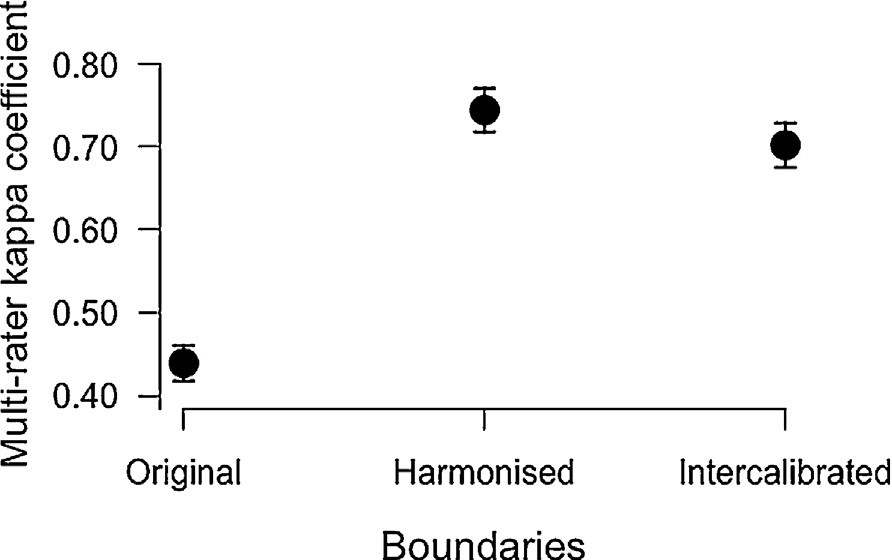 Multi-rater kappa coefficient
0.80
0.70
0.60
0.50
0.40
Original
Harmonised
Intercalibrated
Boundaries